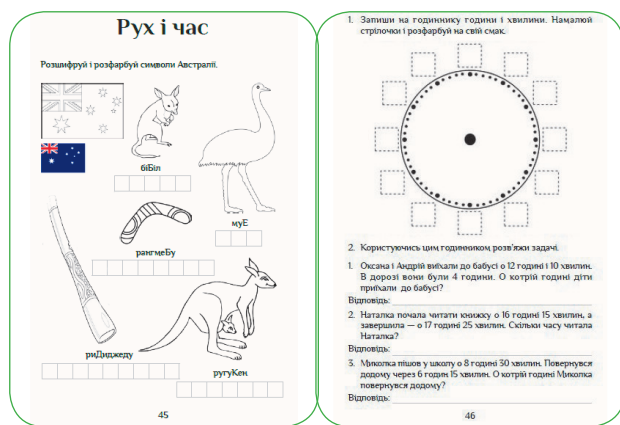 Рух і час
Розшифруй і розфарбуй символи Австралії.
біБіл
муЕ
рангмеБу
риДиджеду
ругуКен
45
1. Запиши на годиннику години і хвилини. Намалюй
стрілочки і розфарбуй на свій смак.
2. Користуючись цим годинником, розв'яжи задачі.
1. Оксана і Андрій виїхали до бабусі о 12 годині і 10 хвилин.
В дорозі вони були 4 години. О котрій годині діти
приїхали до бабусі?
Відповідь:
2. Наталка почала читати книжку о 16 годині 15 хвилин, а
завершила — о 17 годині 25 хвилин. Скільки часу читала
Наталка?
Відповідь:
3. Миколка пішов у школу о 8 годині 30 хвилин. Повернувся
додому через 6 годин 15 хвилин. О котрій годині Миколка
повернувся додому?
Відповідь:
46